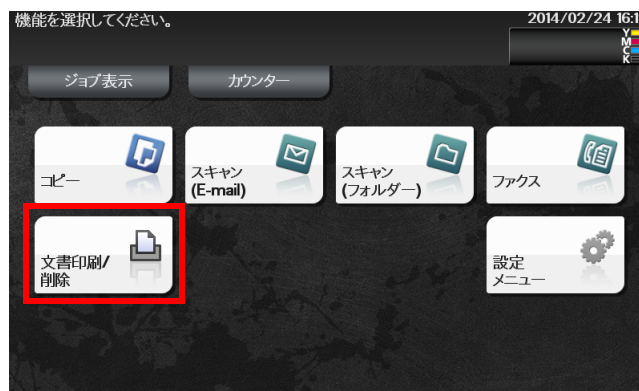 機能を選択してください。
2014/02/24 16:1
Y
M
C
K
ジョブ表示
カウンター
コピー
スキャン
(E-mail)
スキャン
(フォルダー)
ファクス
文書印刷/
削除
設定
メニュー